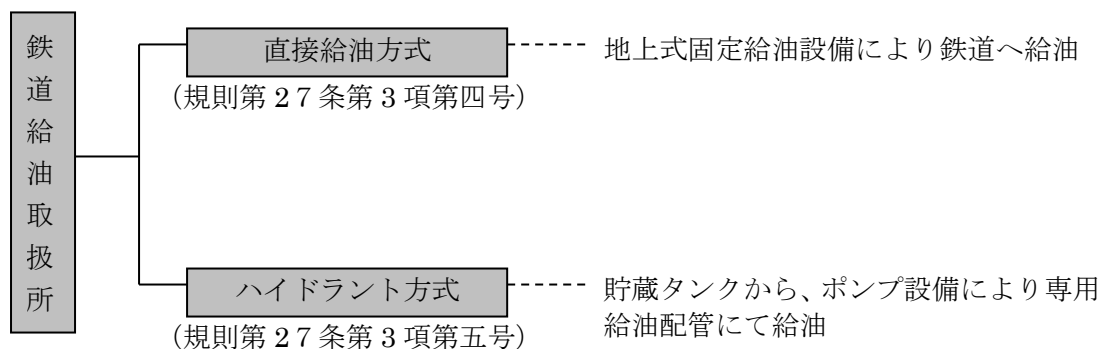 鉄道給油取扱所
直接給油方式
地上式固定給油設備により鉄道へ給油
(規則第27条第3項第四号)
ハイドラント方式
貯蔵タンクから、ポンプ設備により専用
給油配管にて給油
(規則第27条第3項第五号)